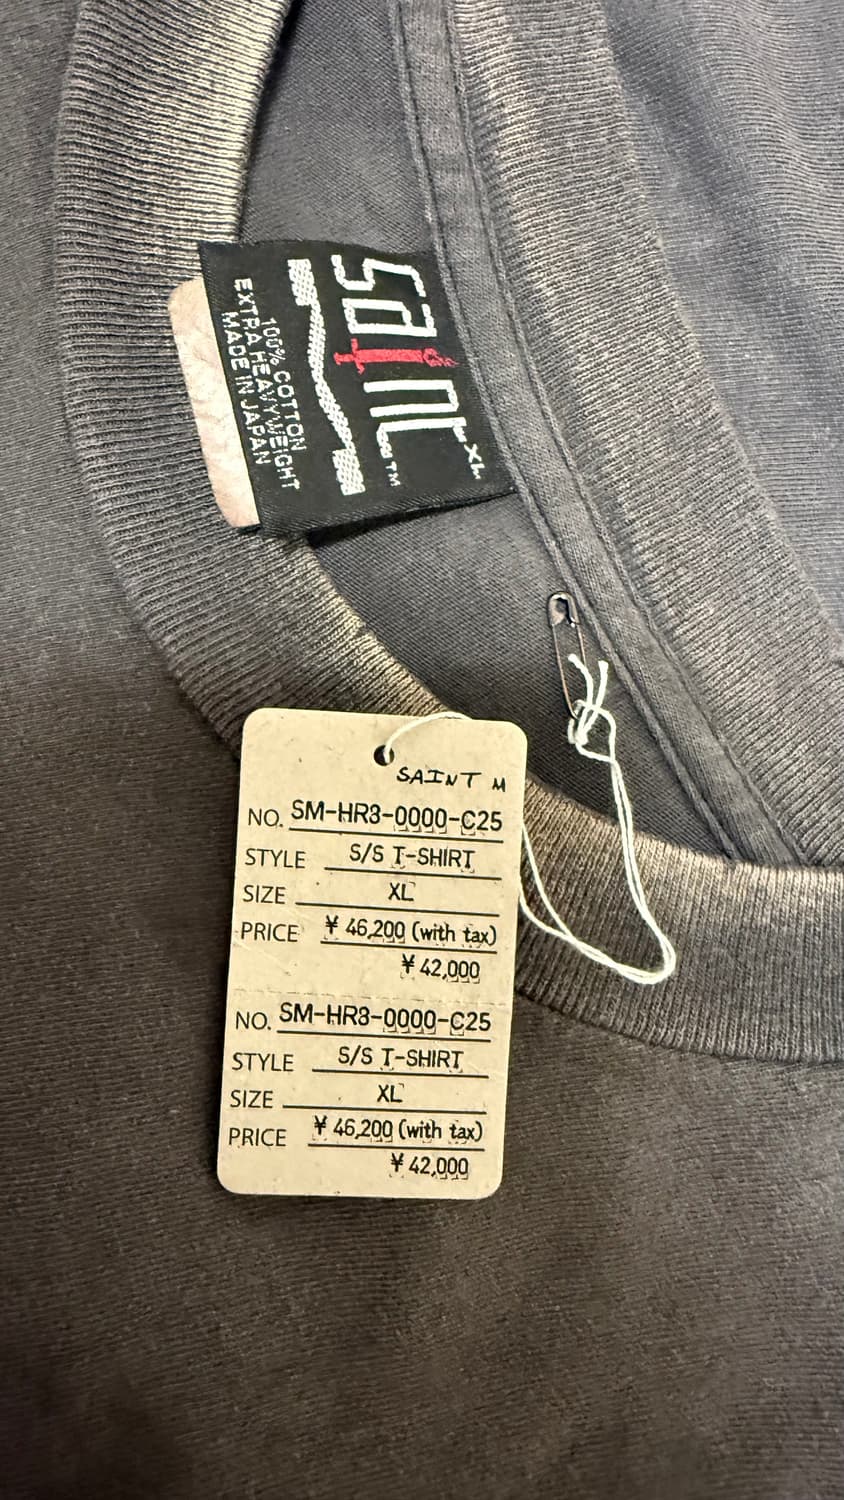 SAINT
XL
TM
100% COTTON
EXTRA HEAVYWEIGHT
MADE IN JAPAN
SAINT M
NO. SM-HR3-0000-C25
STYLE S/S T-SHIRT
SIZE XL
PRICE ¥ 46,200 (with tax)
¥ 42,000
NO. SM-HR3-0000-C25
STYLE S/S T-SHIRT
SIZE XL
PRICE ¥ 46,200 (with tax)
¥ 42,000